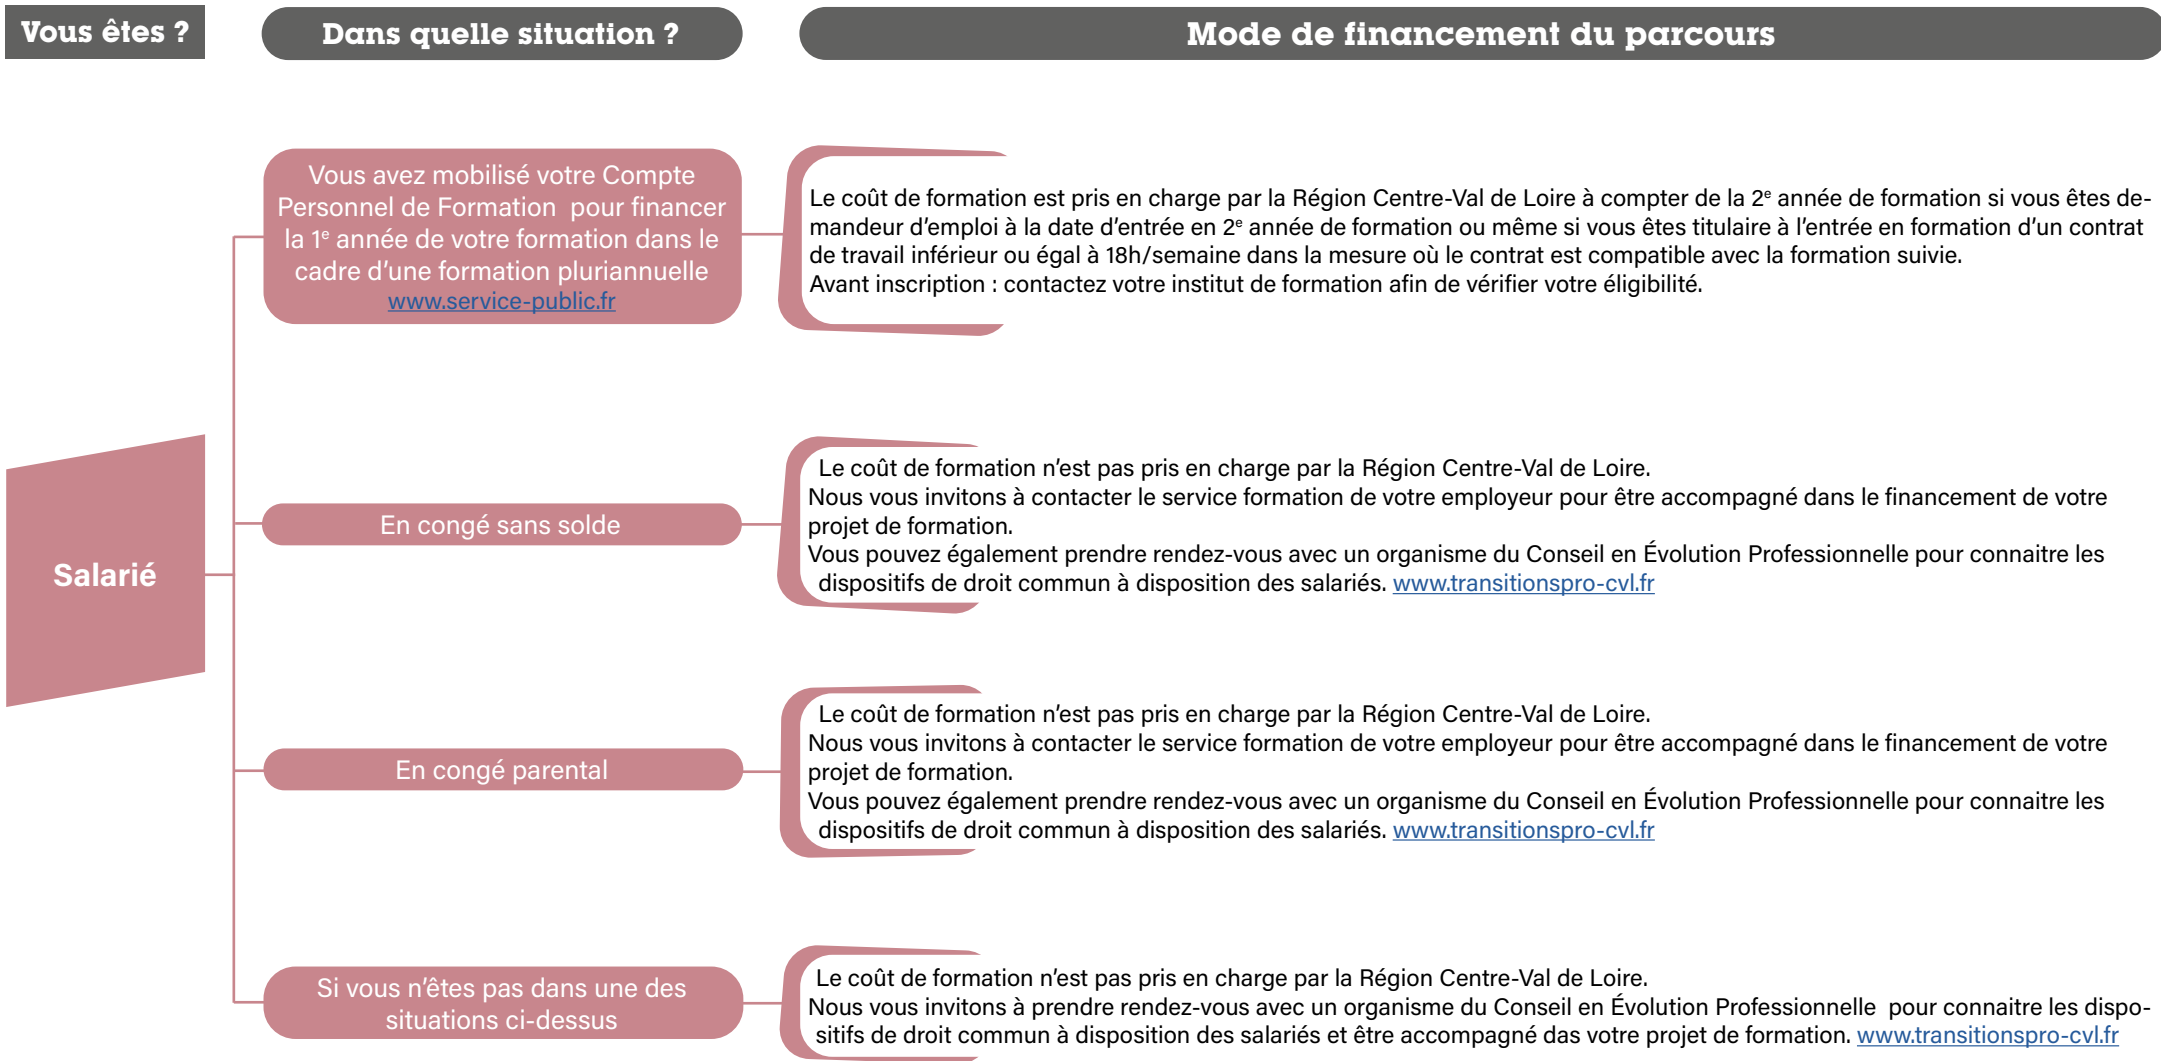 Vous êtes ?
Dans quelle situation ?
Mode de financement du parcours
Salarié
Vous avez mobilisé votre Compte
Personnel de Formation pour financer
la 1e année de votre formation dans le
cadre d'une formation pluriannuelle
www.service-public.fr
Le coût de formation est pris en charge par la Région Centre-Val de Loire à compter de la 2e année de formation si vous êtes de-
mandeur d'emploi à la date d'entrée en 2e année de formation ou même si vous êtes titulaire à l'entrée en formation d'un contrat
de travail inférieur ou égal à 18h/semaine dans la mesure où le contrat est compatible avec la formation suivie.
Avant inscription : contactez votre institut de formation afin de vérifier votre éligibilité.
En congé sans solde
Le coût de formation n'est pas pris en charge par la Région Centre-Val de Loire.
Nous vous invitons à contacter le service formation de votre employeur pour être accompagné dans le financement de votre
projet de formation.
Vous pouvez également prendre rendez-vous avec un organisme du Conseil en Évolution Professionnelle pour connaitre les
dispositifs de droit commun à disposition des salariés. www.transitionspro-cvl.fr
En congé parental
Le coût de formation n'est pas pris en charge par la Région Centre-Val de Loire.
Nous vous invitons à contacter le service formation de votre employeur pour être accompagné dans le financement de votre
projet de formation.
Vous pouvez également prendre rendez-vous avec un organisme du Conseil en Évolution Professionnelle pour connaitre les
dispositifs de droit commun à disposition des salariés. www.transitionspro-cvl.fr
Si vous n'êtes pas dans une des
situations ci-dessus
Le coût de formation n'est pas pris en charge par la Région Centre-Val de Loire.
Nous vous invitons à prendre rendez-vous avec un organisme du Conseil en Évolution Professionnelle pour connaitre les dispo-
sitifs de droit commun à disposition des salariés et être accompagné das votre projet de formation. www.transitionspro-cvl.fr